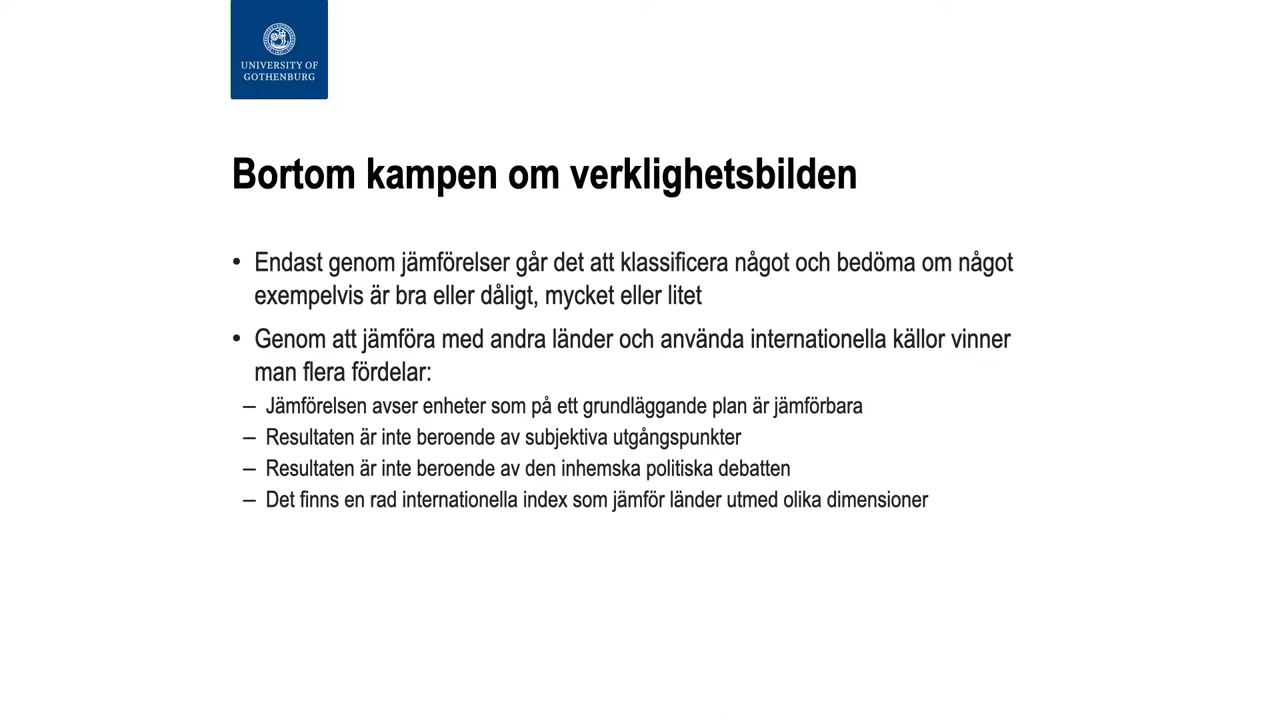 UNIVERSITY OF
GOTHENBURG
Bortom kampen om verklighetsbilden
• Endast genom jämförelser går det att klassificera något och bedöma om något
exempelvis är bra eller dåligt, mycket eller litet
• Genom att jämföra med andra länder och använda internationella källor vinner
man flera fördelar:
– Jämförelsen avser enheter som på ett grundläggande plan är jämförbara
– Resultaten är inte beroende av subjektiva utgångspunkter
– Resultaten är inte beroende av den inhemska politiska debatten
– Det finns en rad internationella index som jämför länder utmed olika dimensioner